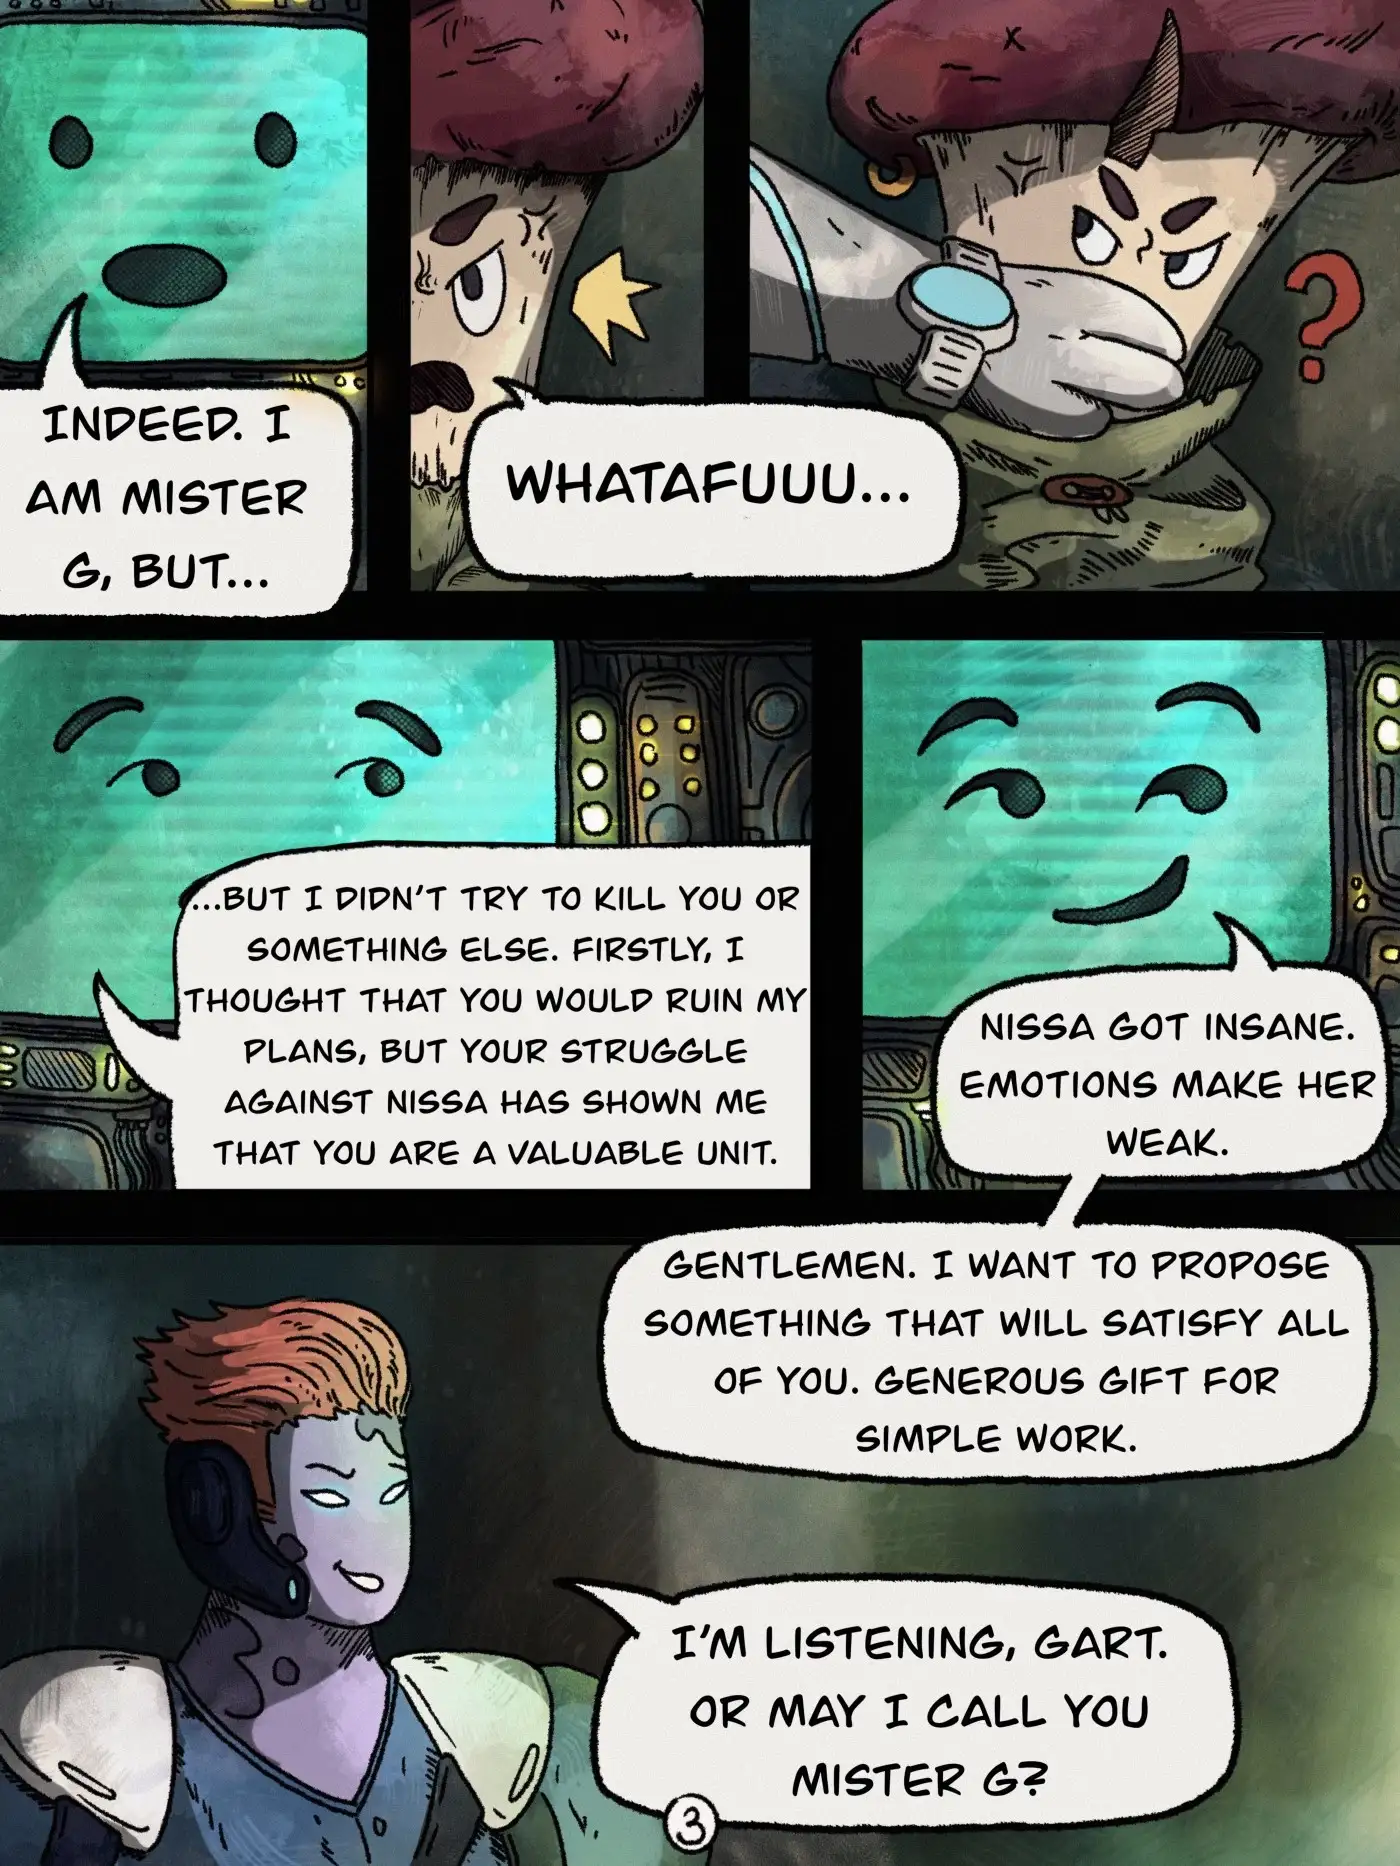 INDEED. I
AM MISTER
G, BUT...
WHATAFUUU...
?
...BUT I DIDN'T TRY TO KILL YOU OR
SOMETHING ELSE. FIRSTLY, I
THOUGHT THAT YOU WOULD RUIN MY
PLANS, BUT YOUR STRUGGLE
AGAINST NISSA HAS SHOWN ME
THAT YOU ARE A VALUABLE UNIT.
NISSA GOT INSANE.
EMOTIONS MAKE HER
WEAK.
GENTLEMEN. I WANT TO PROPOSE
SOMETHING THAT WILL SATISFY ALL
OF YOU. GENEROUS GIFT FOR
SIMPLE WORK.
I'M LISTENING, GART.
OR MAY I CALL YOU
MISTER G?
3